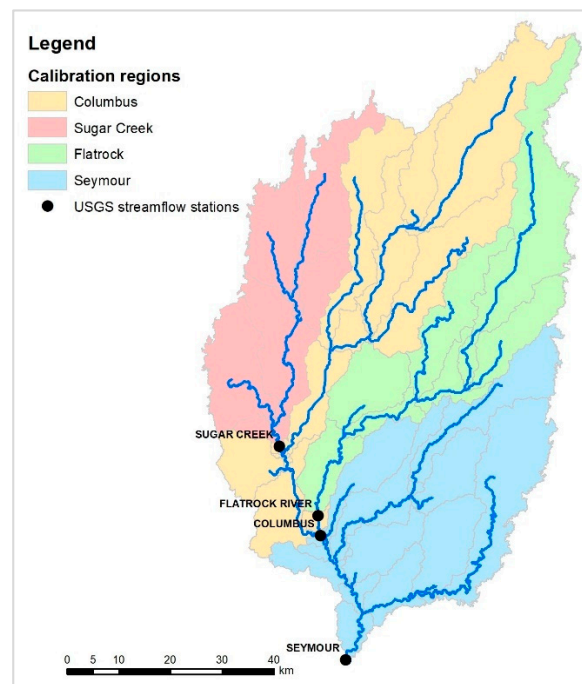 Legend
Calibration regions
Columbus
Sugar Creek
Flatrock
Seymour
USGS streamflow stations
SUGAR CREEK
FLATROCK RIVER
COLUMBUS
SEYMOUR
0 5 10 20 30 40
km